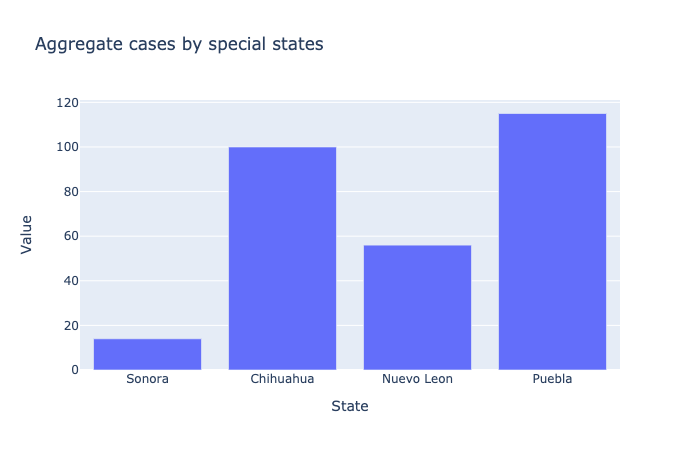 Aggregate cases by special states
Value
120
100
80
60
40
20
0
Sonora Chihuahua Nuevo Leon Puebla
State